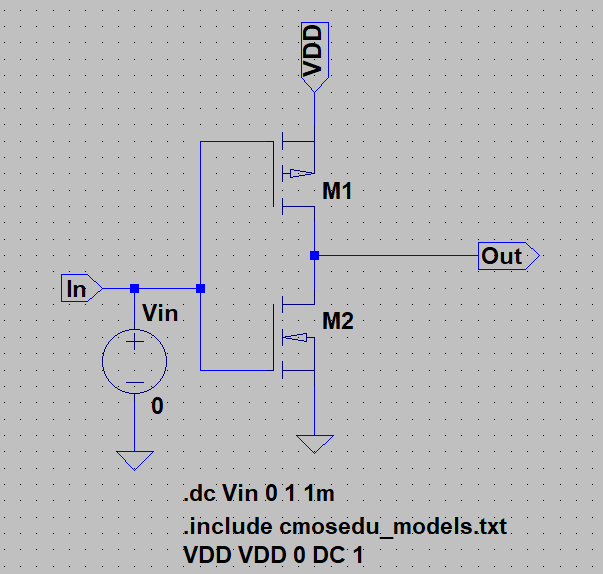 VDD
M1
In
Out
Vin
M2
0
.dc Vin 0 1 1m
.include cmosedu_models.txt
VDD VDD 0 DC 1